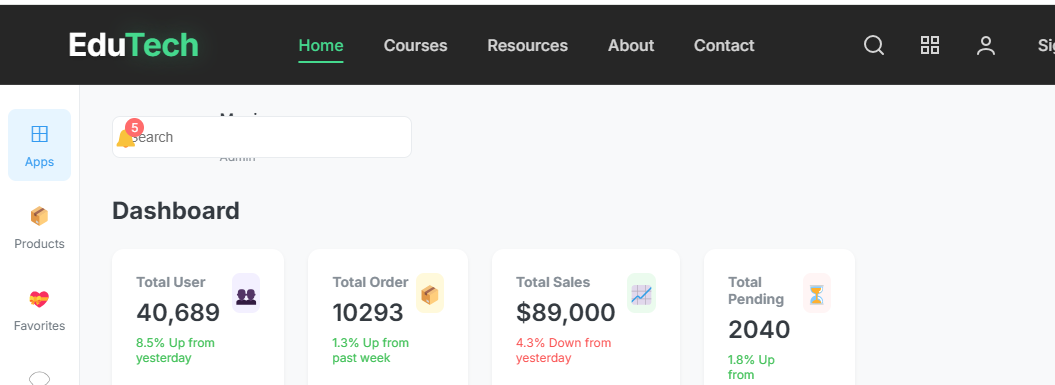 EduTech
Home Courses Resources About Contact
Apps
5
Search
Admin
Products
Favorites
Dashboard
Total User
40,689
8.5% Up from
yesterday
Total Order
10293
1.3% Up from
past week
Total Sales
$89,000
4.3% Down from
yesterday
Total
Pending
2040
1.8% Up
from